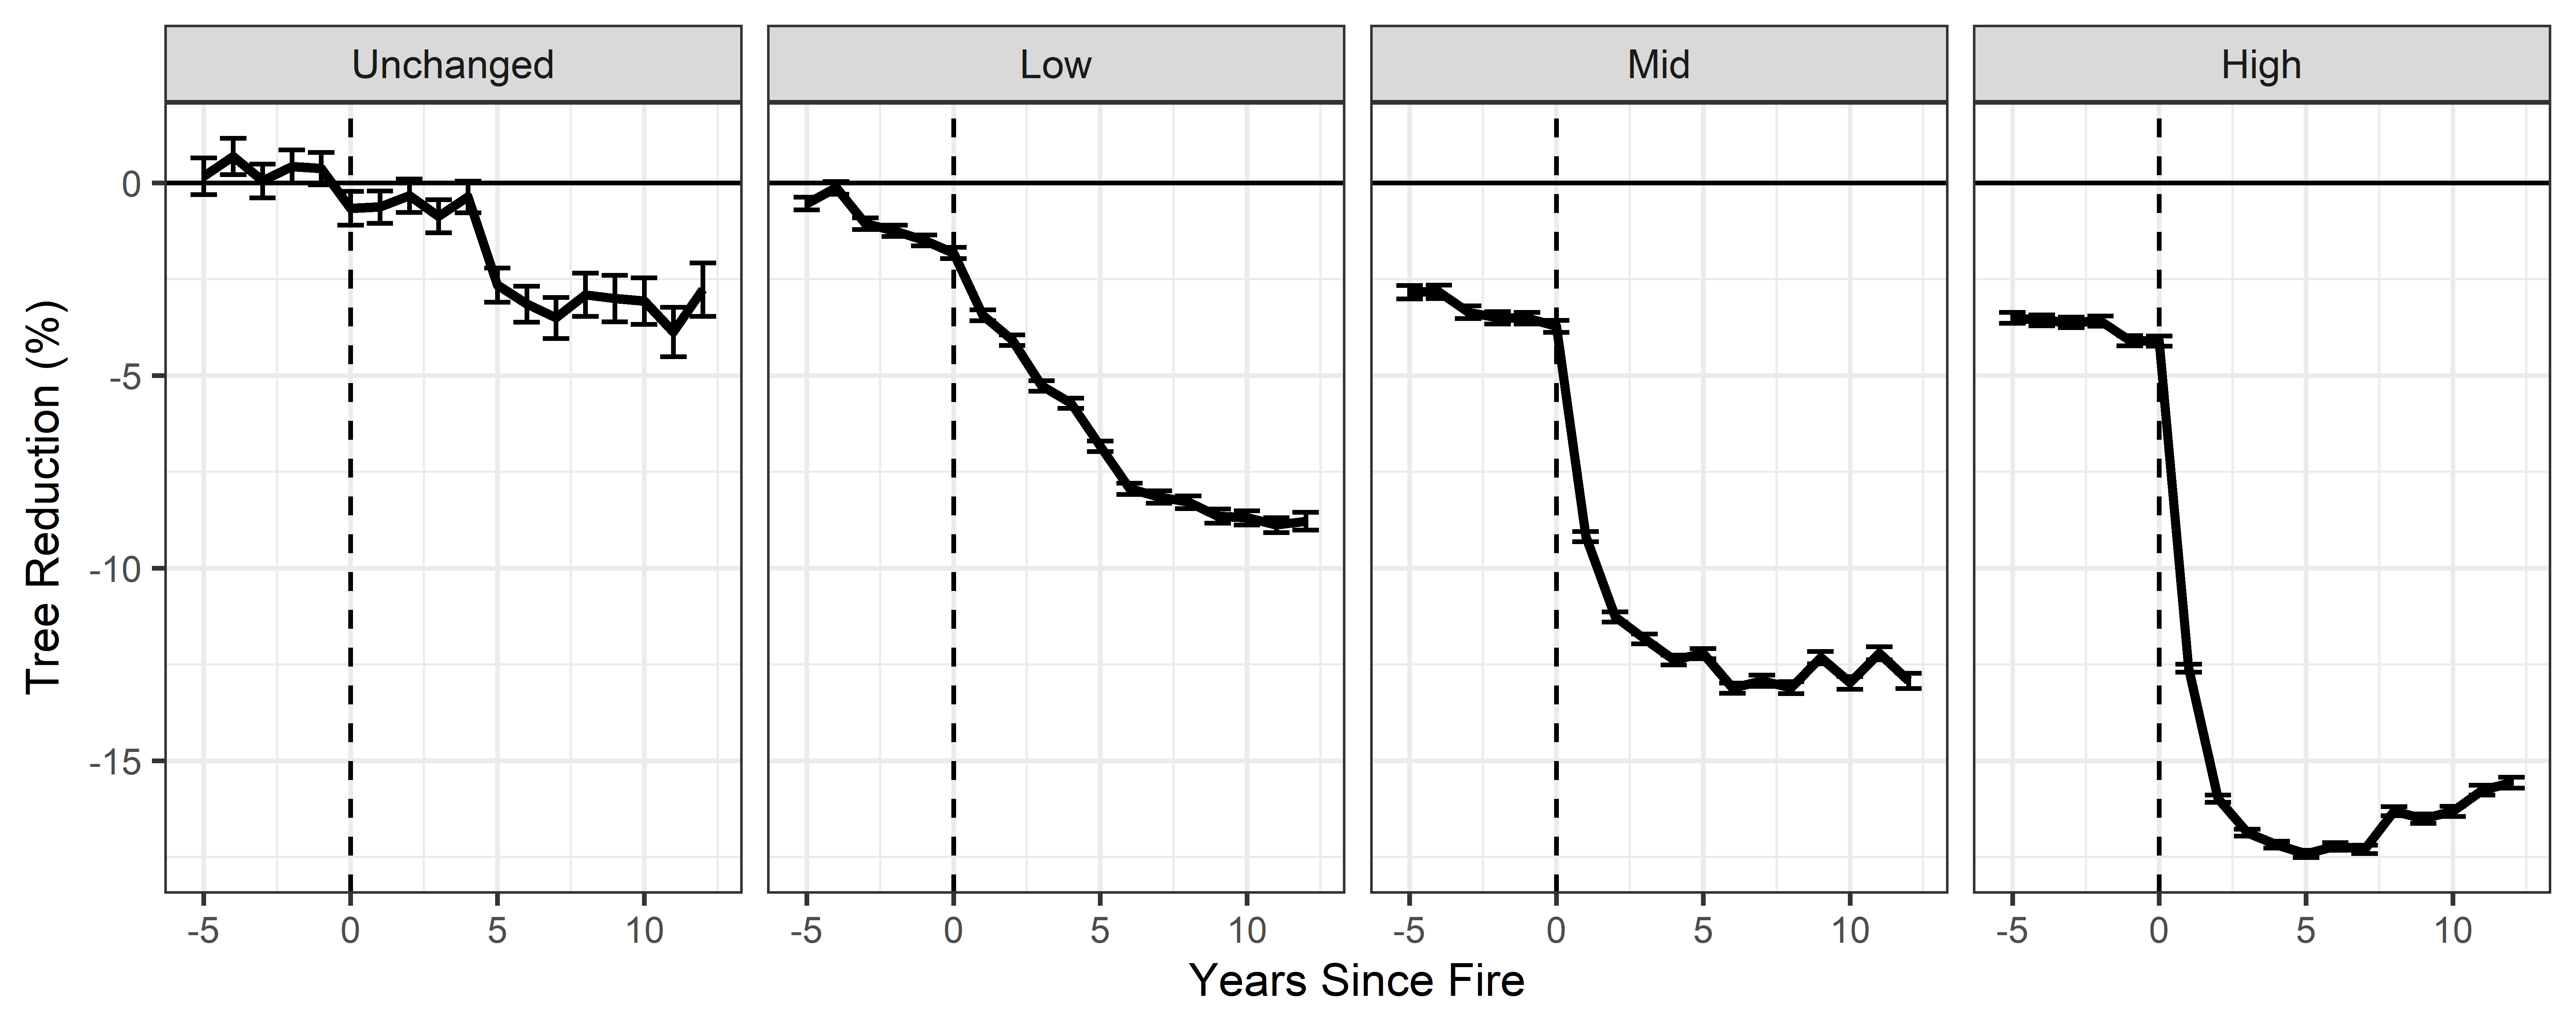 Unchanged Low Mid High
Tree Reduction (%)
0
-5
-10
-15
-5 0 5 10 -5 0 5 10 -5 0 5 10 -5 0 5 10
Years Since Fire